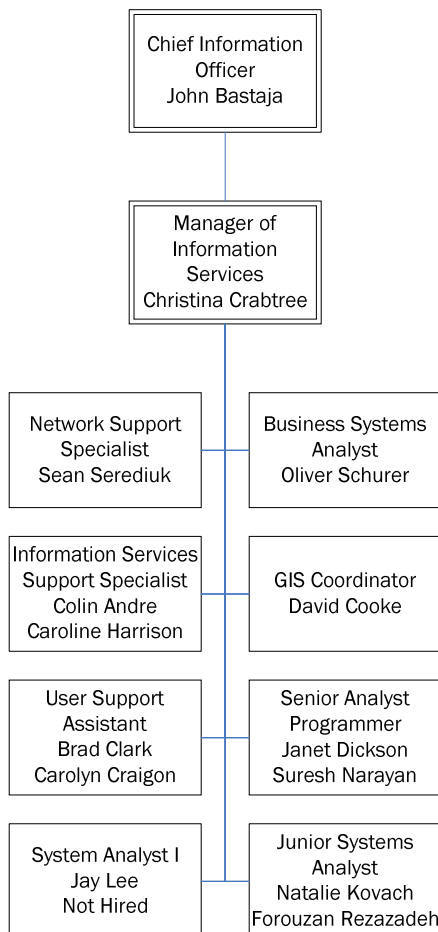 Chief Information
Officer
John Bastaja
Manager of
Information
Services
Christina Crabtree
Network Support
Specialist
Sean Serediuk
Business Systems
Analyst
Oliver Schurer
Information Services
Support Specialist
Colin Andre
Caroline Harrison
GIS Coordinator
David Cooke
User Support
Assistant
Brad Clark
Carolyn Craigon
Senior Analyst
Programmer
Janet Dickson
Suresh Narayan
System Analyst I
Jay Lee
Not Hired
Junior Systems
Analyst
Natalie Kovach
Forouzan Rezazadeh